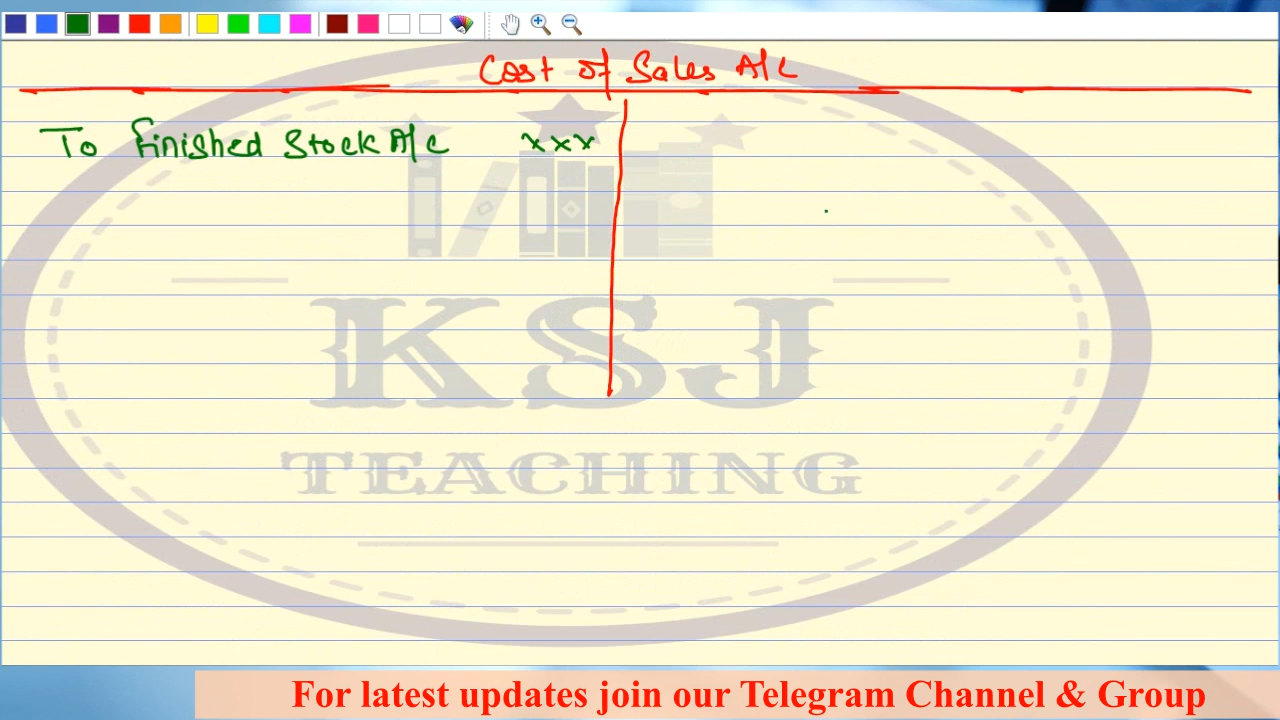 Cost of Sales A/c
To Finished Stock A/c xxx
KSJ
TEACHING
For latest updates join our Telegram Channel & Group